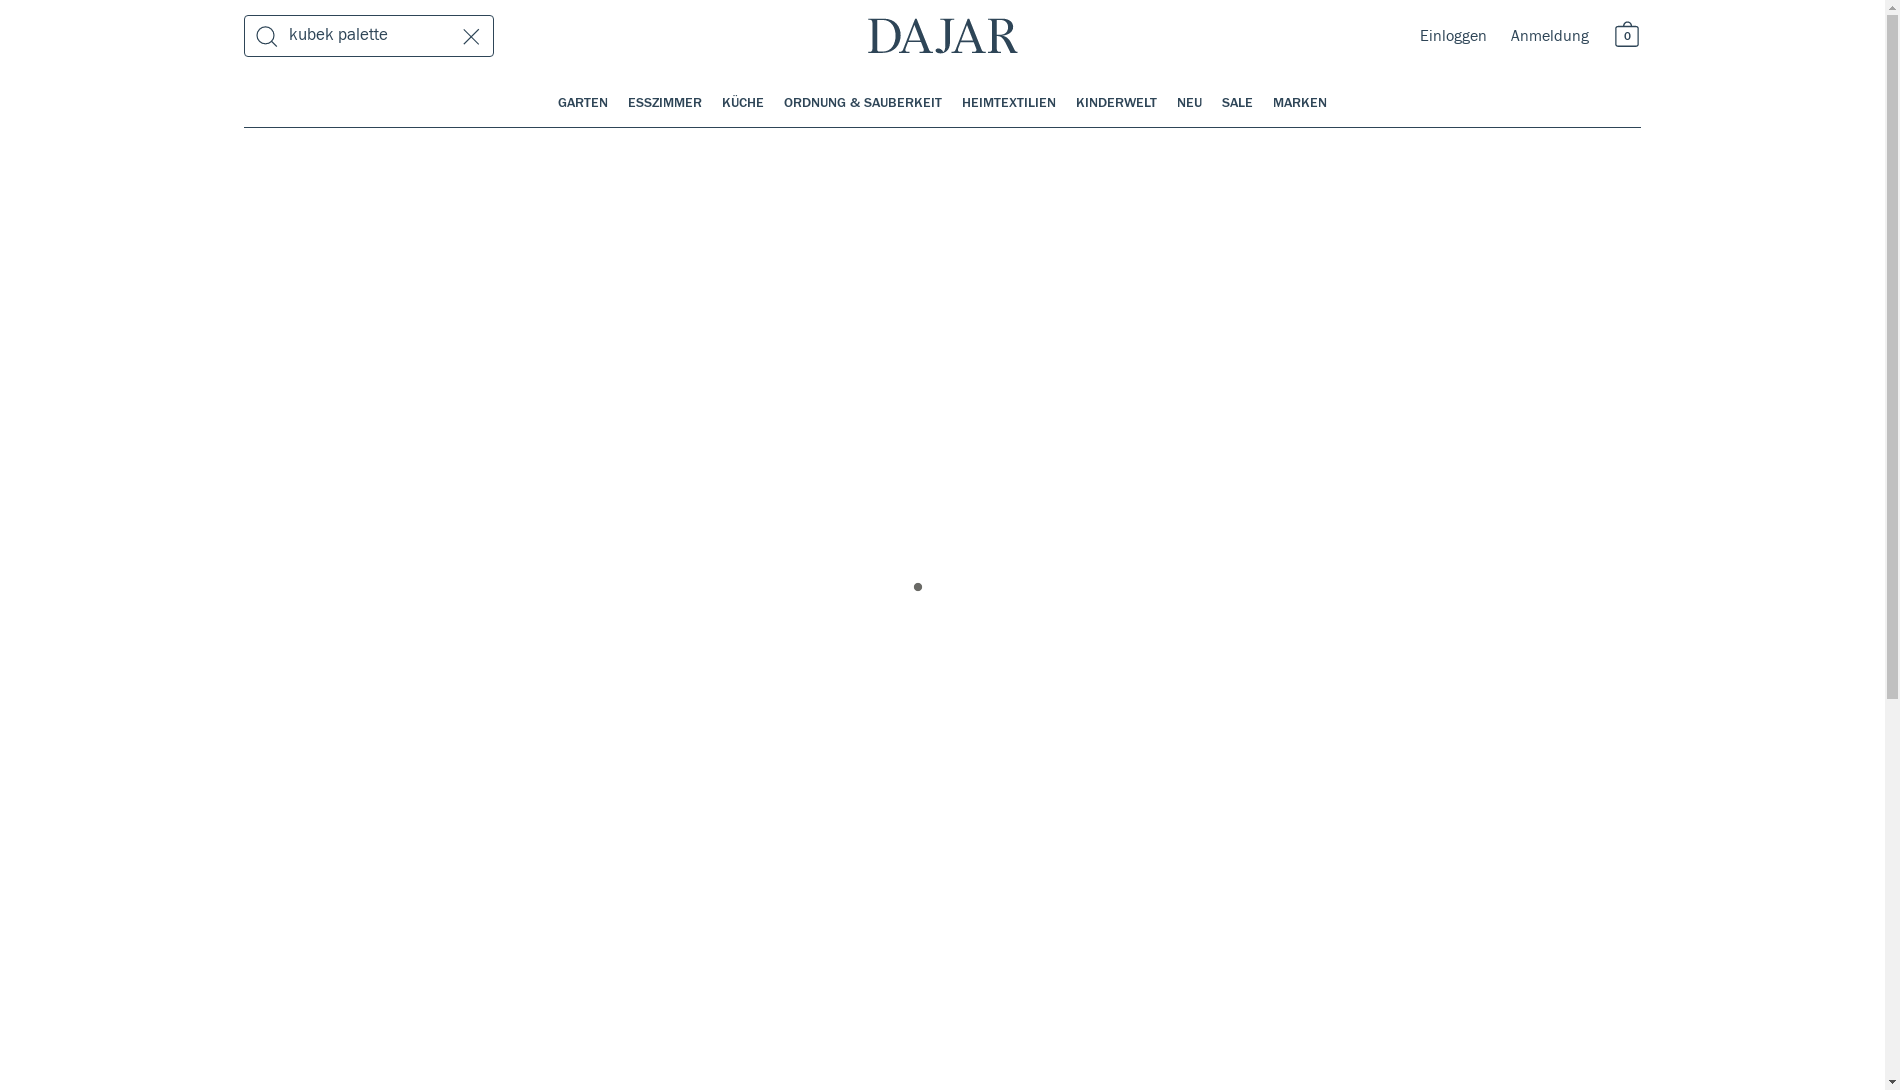 kubek palette
DAJAR
Einloggen
Anmeldung
0
GARTEN
ESSZIMMER
KÜCHE
ORDNUNG & SAUBERKEIT
HEIMTEXTILIEN
KINDERWELT
NEU
SALE
MARKEN